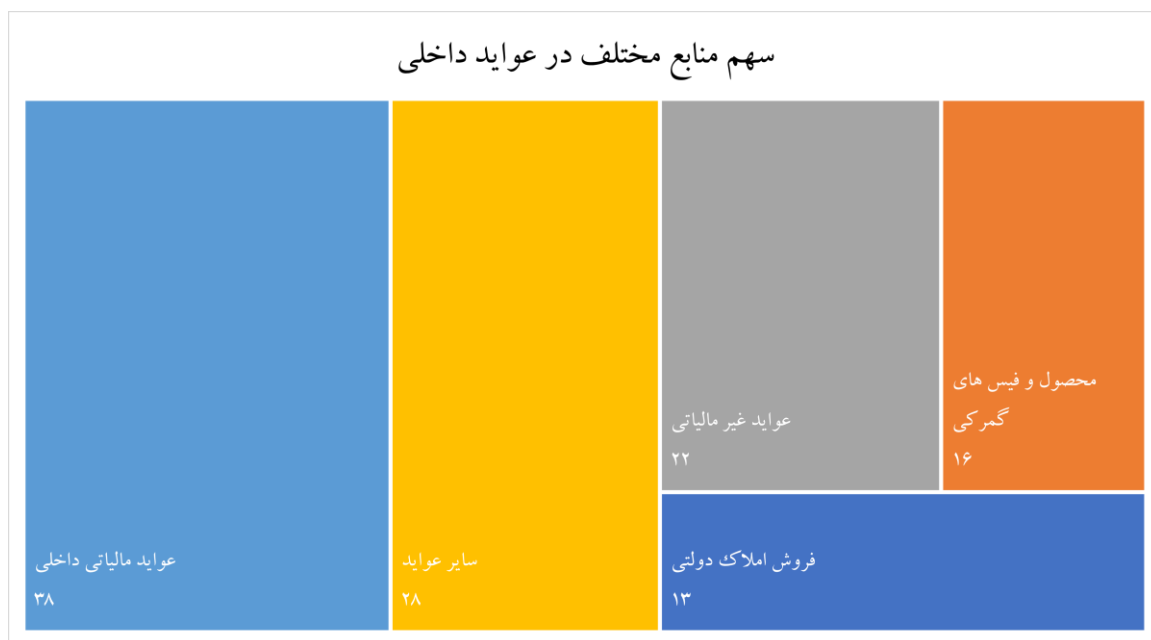 سهم منابع مختلف در عواید داخلی
محصول و فیس های
گمرکی
۱۶
عواید غیر مالیاتی
۲۲
فروش املاک دولتی
۱۳
سایر عواید
۲۸
عواید مالیاتی داخلی
۳۸